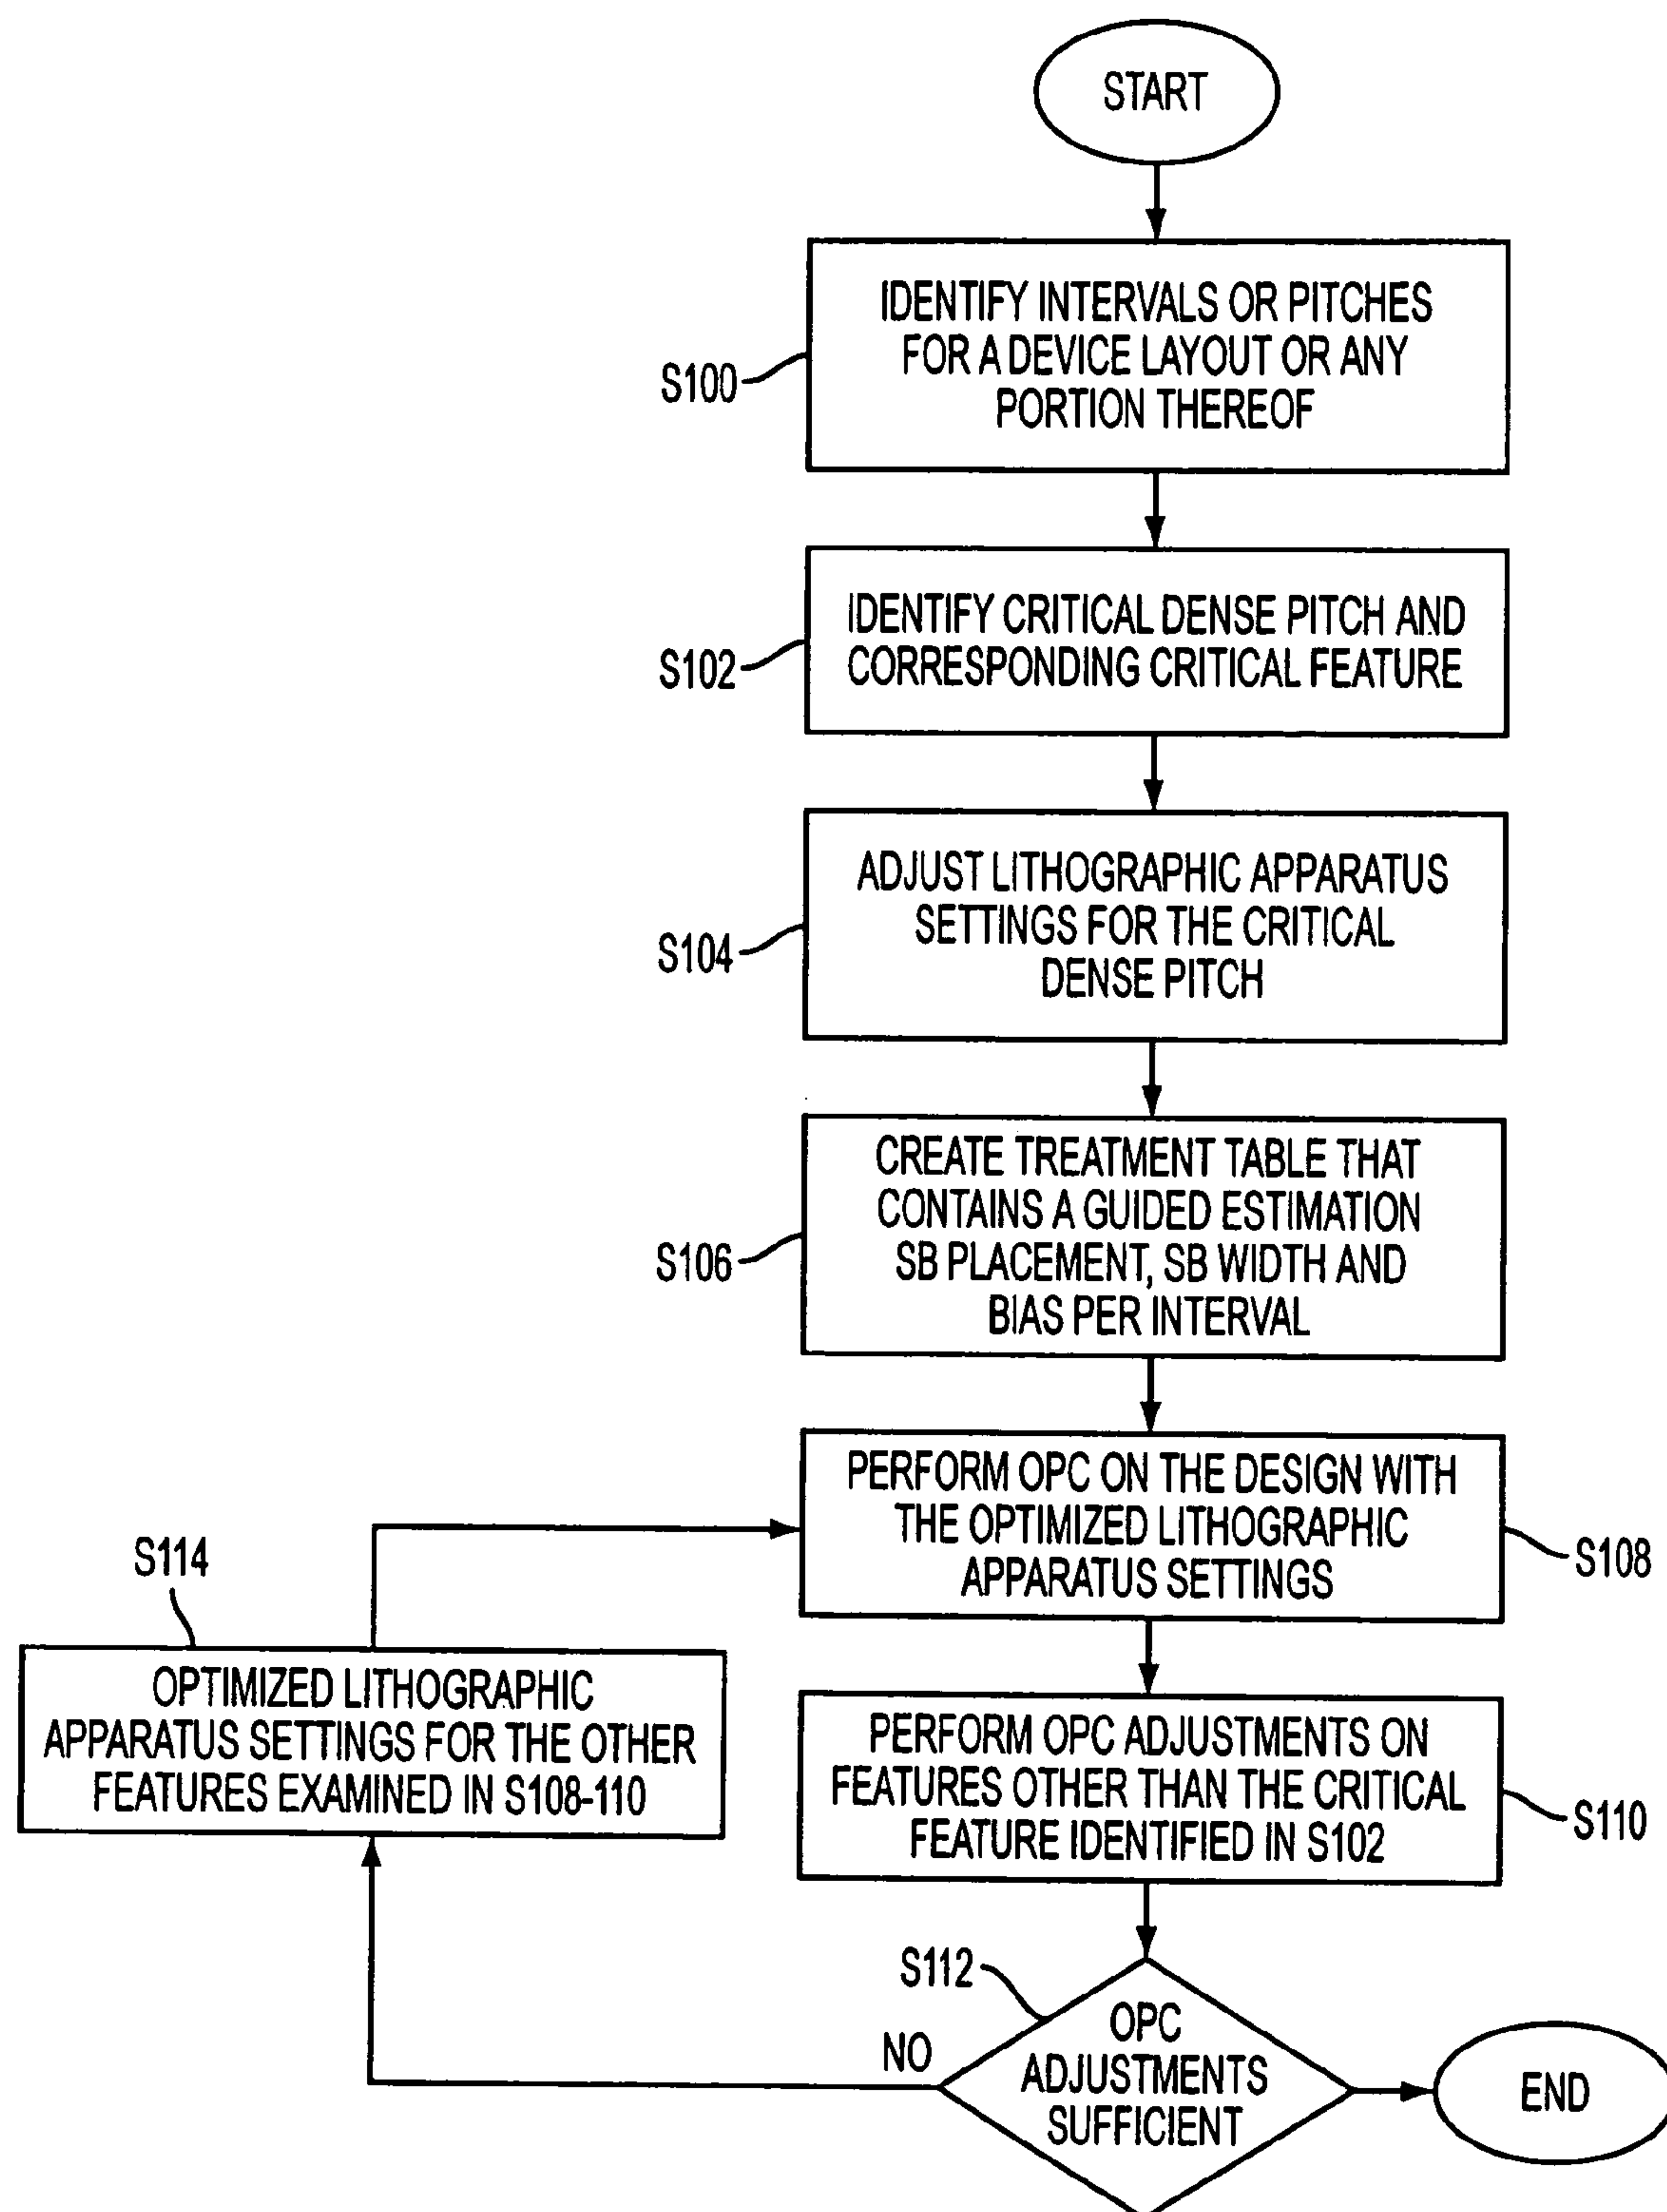 START
IDENTIFY INTERVALS OR PITCHES
FOR A DEVICE LAYOUT OR ANY
PORTION THEREOF
S100
IDENTIFY CRITICAL DENSE PITCH AND
CORRESPONDING CRITICAL FEATURE
S102
ADJUST LITHOGRAPHIC APPARATUS
SETTINGS FOR THE CRITICAL
DENSE PITCH
S104
CREATE TREATMENT TABLE THAT
CONTAINS A GUIDED ESTIMATION
SB PLACEMENT, SB WIDTH AND
BIAS PER INTERVAL
S106
PERFORM OPC ON THE DESIGN WITH
THE OPTIMIZED LITHOGRAPHIC
APPARATUS SETTINGS
S108
S114
OPTIMIZED LITHOGRAPHIC
APPARATUS SETTINGS FOR THE OTHER
FEATURES EXAMINED IN S108-110
PERFORM OPC ADJUSTMENTS ON
FEATURES OTHER THAN THE CRITICAL
FEATURE IDENTIFIED IN S102
S110
S112
NO
OPC
ADJUSTMENTS
SUFFICIENT
END